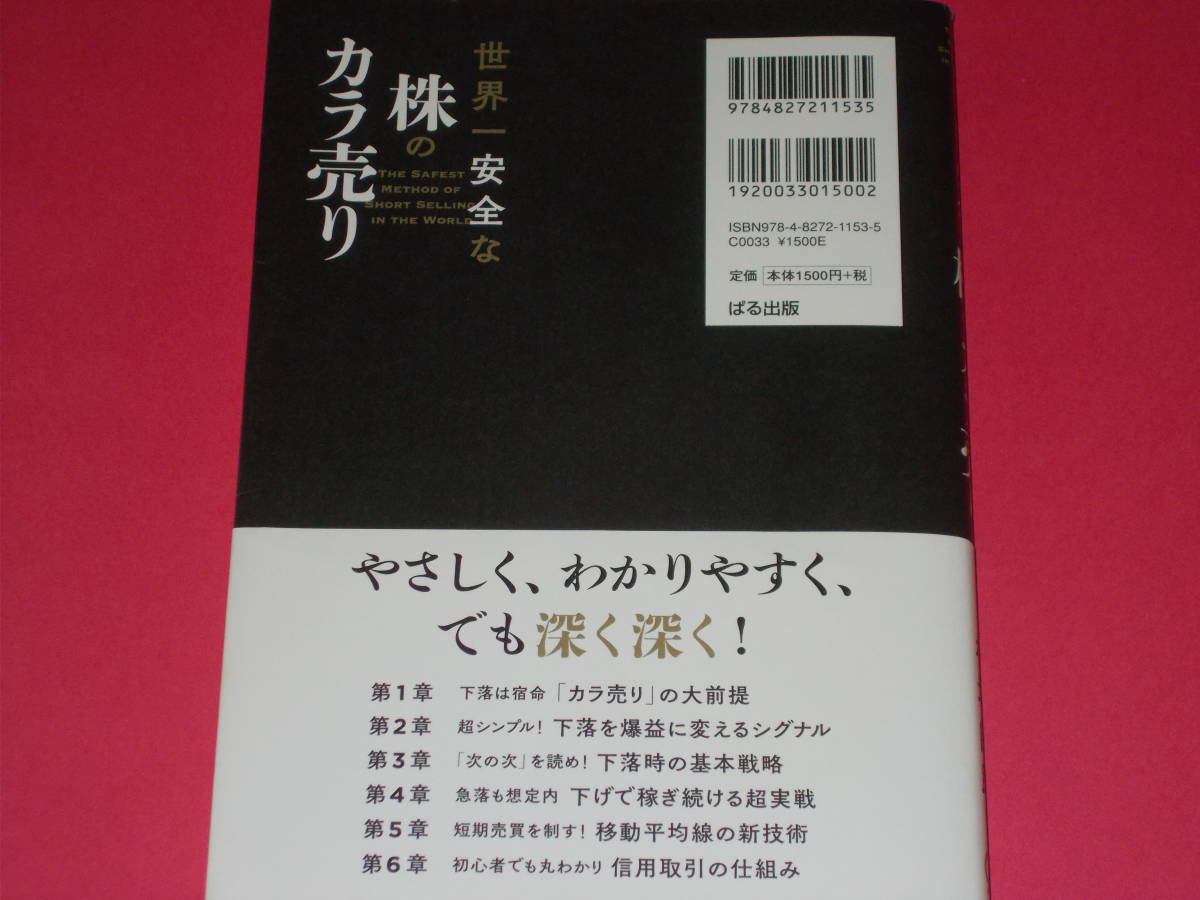 世界一安全な
株の
カラ売り
THE SAFEST
METHOD OF
SHORT SELLING
IN THE WORLD
9784827211535
1920033015002
ISBN978-4-8272-1153-5
C0033 ¥1500E
定価 本体1500円+税
ぱる出版
やさしく、わかりやすく、
でも深く深く!
第1章 下落は宿命 「カラ売り」の大前提
第2章 超シンプル! 下落を爆益に変えるシグナル
第3章 「次の次」を読め! 下落時の基本戦略
第4章 急落も想定内 下げで稼ぎ続ける超実戦
第5章 短期売買を制す! 移動平均線の新技術
第6章 初心者でも丸わかり 信用取引の仕組み